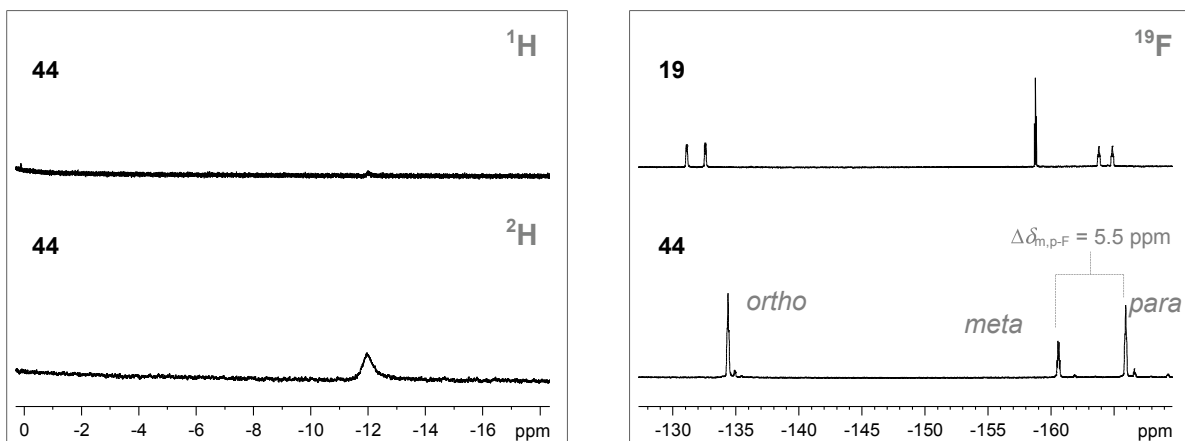 ¹H
44
²H
44
0 -2 -4 -6 -8 -10 -12 -14 -16 ppm
¹⁹F
19
44
Δδm,p-F = 5.5 ppm
ortho
meta
para
-130 -135 -140 -145 -150 -155 -160 ppm